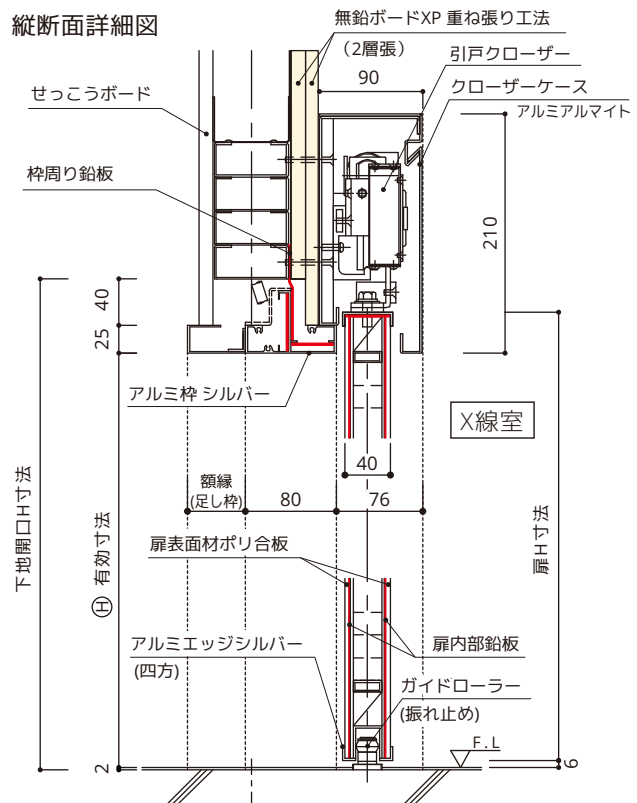 縦断面詳細図
無鉛ボードXP 重ね張り工法
(2層張)
引戸クローザー
90
クローザーケース
アルミアルマイト
せっこうボード
枠周り鉛板
210
40
25
アルミ枠 シルバー
X線室
40
額縁
(足し枠)
80
76
下地開口H寸法
Ⓗ 有効寸法
扉H寸法
扉表面材ポリ合板
アルミエッジシルバー
(四方)
扉内部鉛板
ガイドローラー
(振れ止め)
F.L
2
6